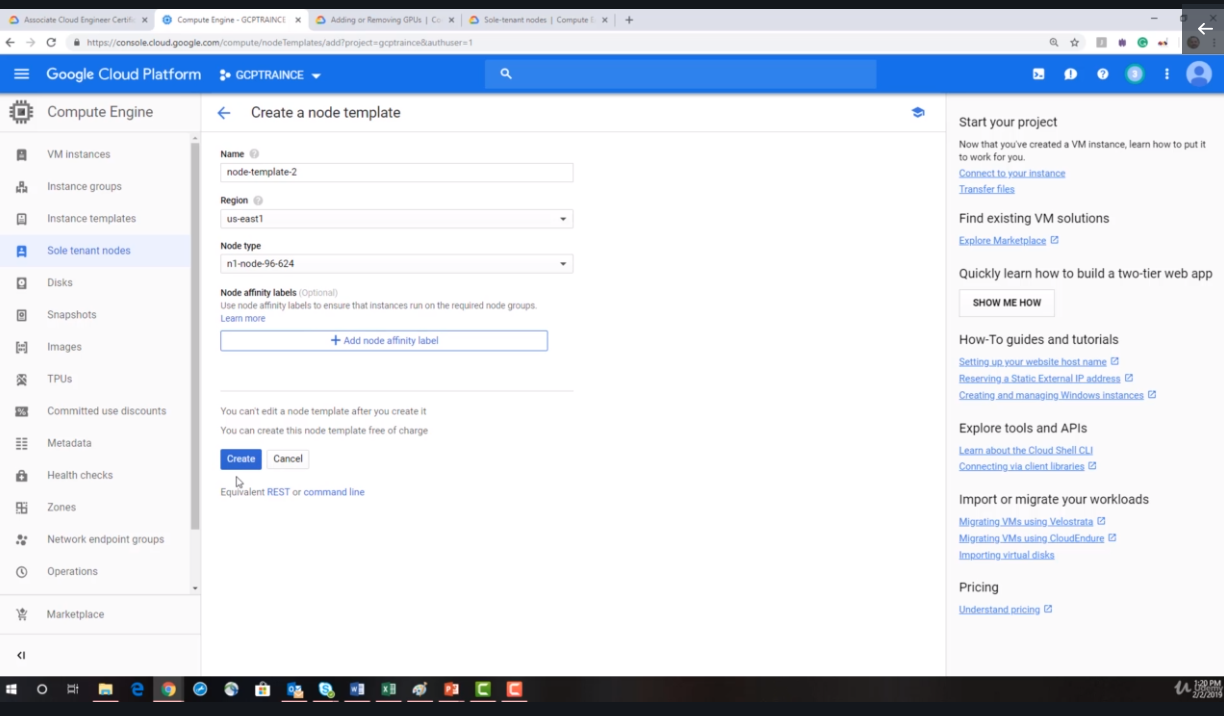 Associate Cloud Engineer Certifi
Compute Engine - GCPTRAINCE
Adding or Removing GPUs | Co
Sole-tenant nodes | Compute E
https://console.cloud.google.com/compute/nodeTemplates/add?project=gcptraince&authuser=1
Google Cloud Platform
GCPTRAINCE
3
Compute Engine
VM instances
Instance groups
Instance templates
Sole tenant nodes
Disks
Snapshots
Images
TPUs
Committed use discounts
Metadata
Health checks
Zones
Network endpoint groups
Operations
Marketplace
Create a node template
Name
node-template-2
Region
us-east1
Node type
n1-node-96-624
Node affinity labels (Optional)
Use node affinity labels to ensure that instances run on the required node groups.
Learn more
+ Add node affinity label
You can't edit a node template after you create it
You can create this node template free of charge
Create
Cancel
Equivalent REST or command line
Start your project
Now that you've created a VM instance, learn how to put it
to work for you.
Connect to your instance
Transfer files
Find existing VM solutions
Explore Marketplace
Quickly learn how to build a two-tier web app
SHOW ME HOW
How-To guides and tutorials
Setting up your website host name
Reserving a Static External IP address
Creating and managing Windows instances
Explore tools and APIs
Learn about the Cloud Shell CLI
Connecting via client libraries
Import or migrate your workloads
Migrating VMs using Velostrata
Migrating VMs using CloudEndure
Importing virtual disks
Pricing
Understand pricing
1:20 PM
2/2/2019